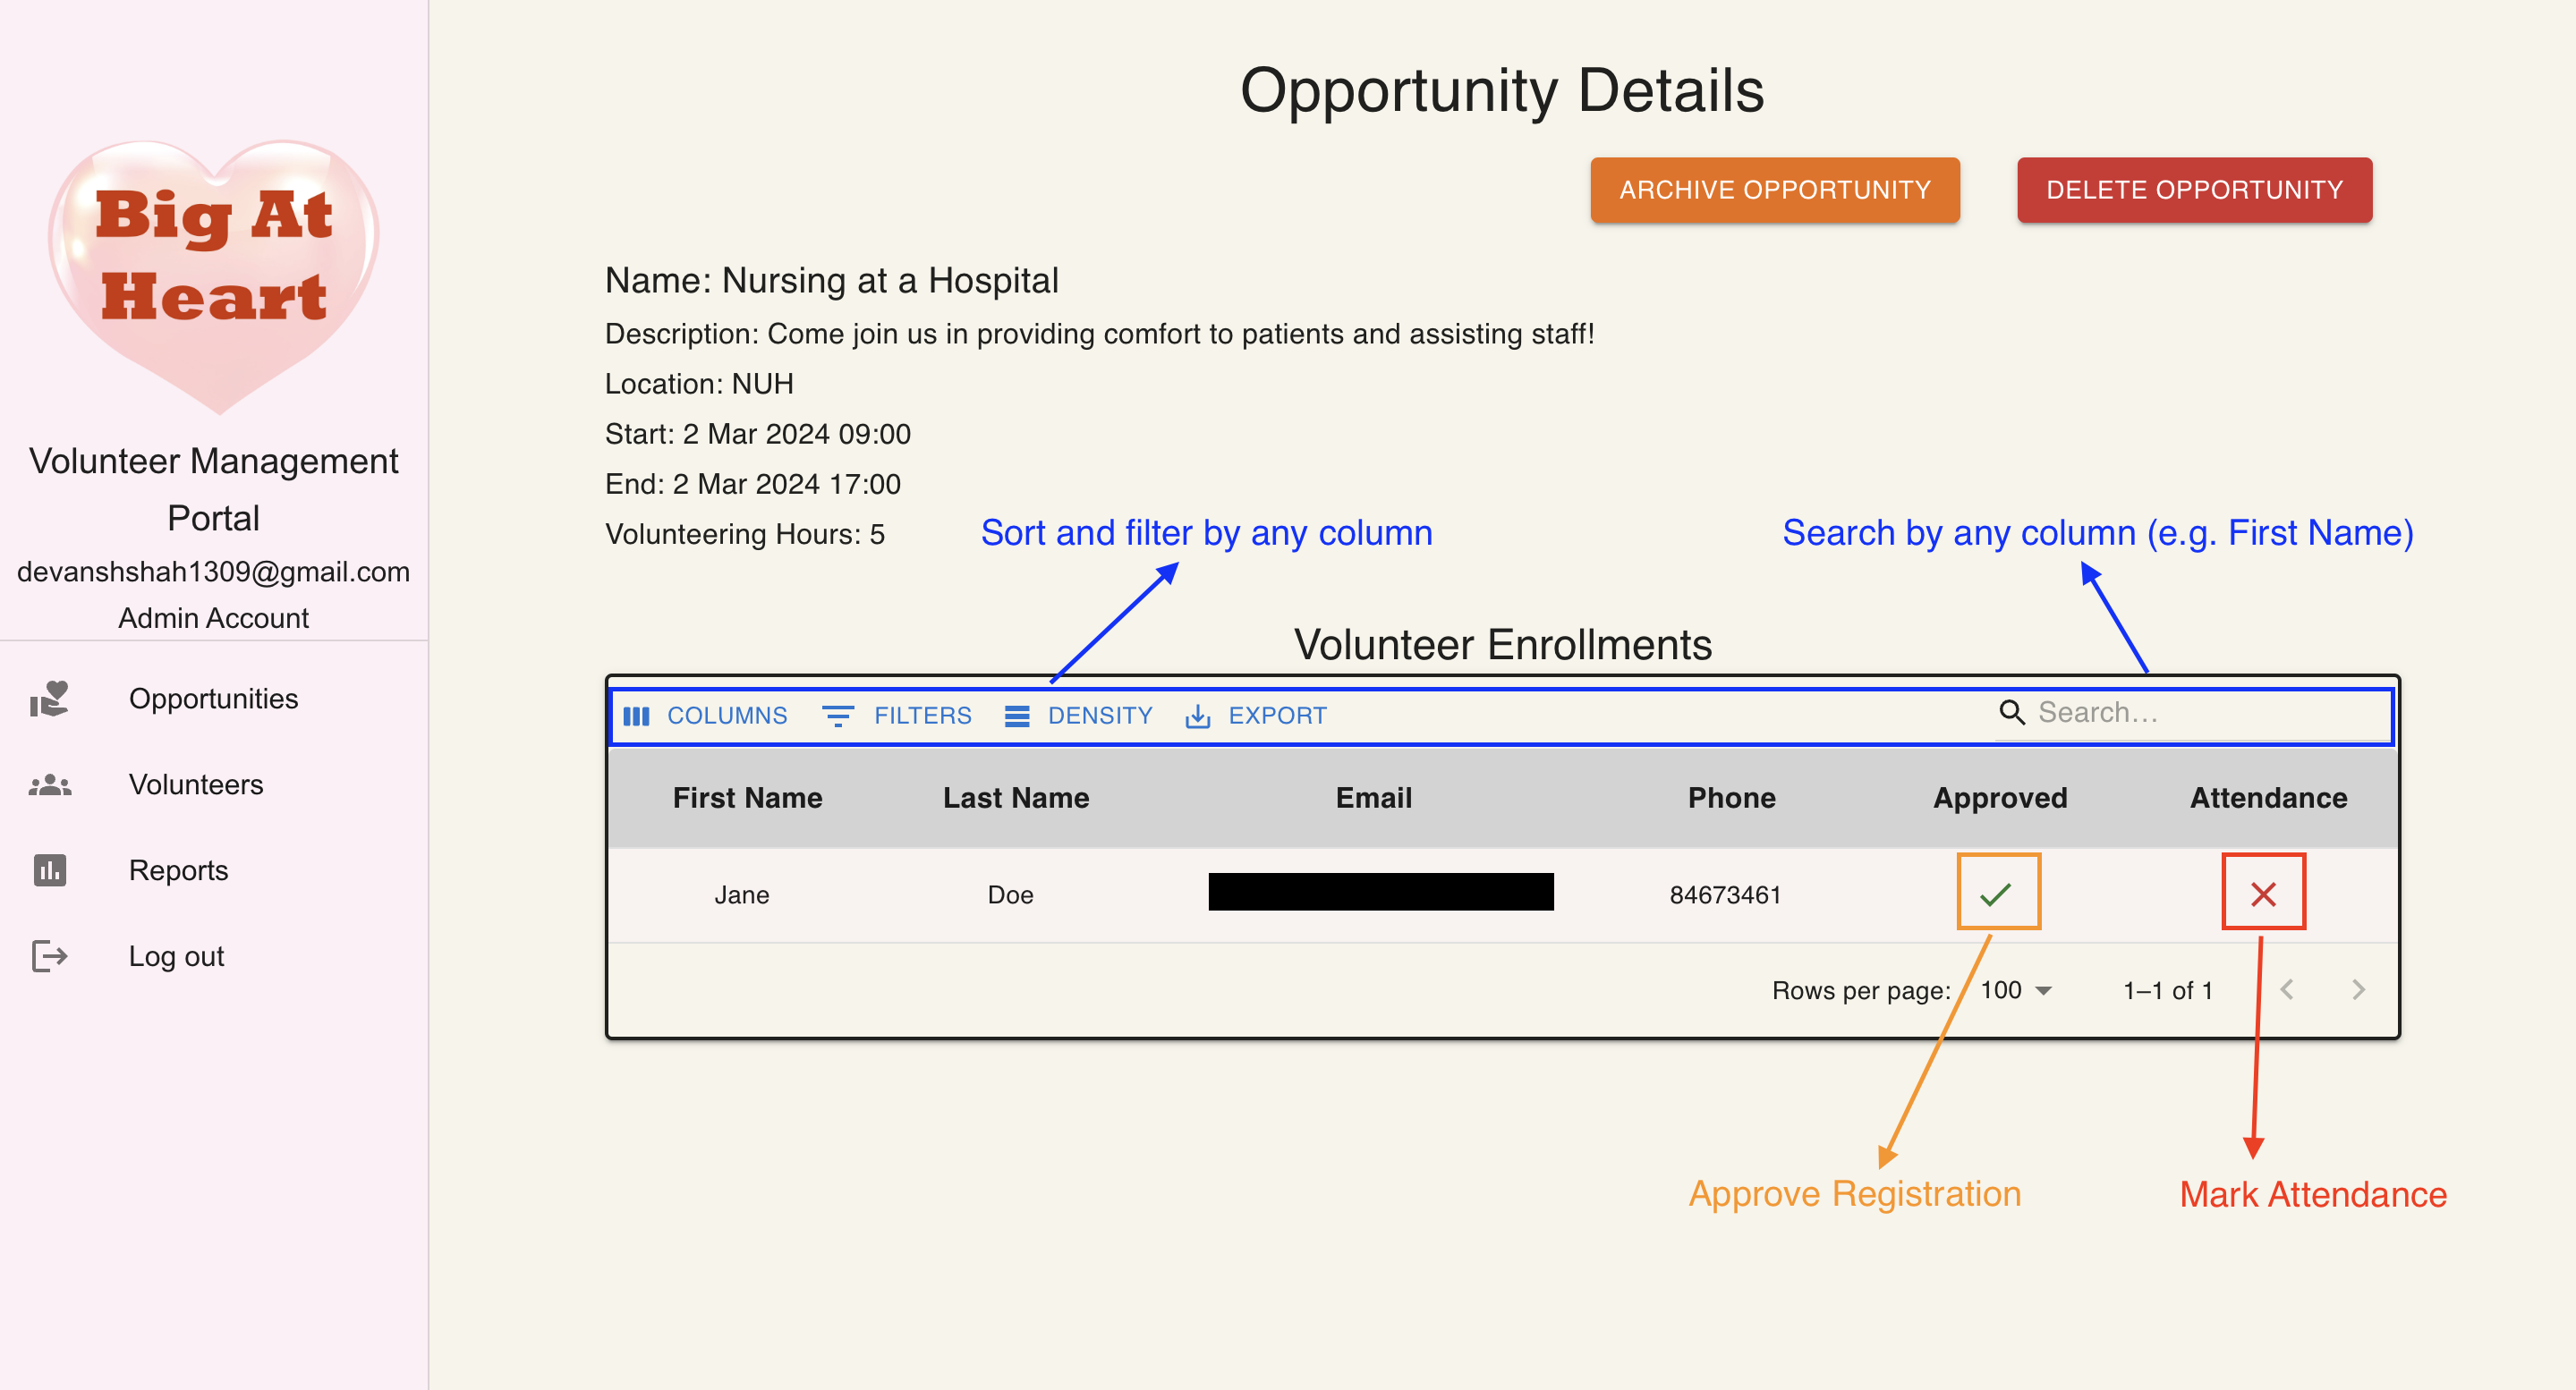 Big At
Heart
Volunteer Management
Portal
devanshshah1309@gmail.com
Admin Account
Opportunities
Volunteers
Reports
Log out
Opportunity Details
ARCHIVE OPPORTUNITY
DELETE OPPORTUNITY
Name: Nursing at a Hospital
Description: Come join us in providing comfort to patients and assisting staff!
Location: NUH
Start: 2 Mar 2024 09:00
End: 2 Mar 2024 17:00
Volunteering Hours: 5
Sort and filter by any column
Search by any column (e.g. First Name)
Volunteer Enrollments
COLUMNS FILTERS DENSITY EXPORT Search...
First Name Last Name Email Phone Approved Attendance
Jane Doe 84673461
Rows per page: 100 1–1 of 1
Approve Registration
Mark Attendance